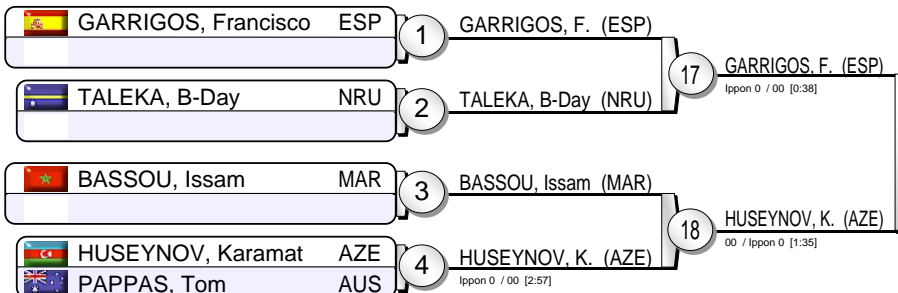 GARRIGOS, Francisco ESP
1
GARRIGOS, F. (ESP)
17
GARRIGOS, F. (ESP)
Ippon 0 / 00 [0:38]
TALEKA, B-Day NRU
2
TALEKA, B-Day (NRU)
BASSOU, Issam MAR
3
BASSOU, Issam (MAR)
18
HUSEYNOV, K. (AZE)
00 / Ippon 0 [1:35]
HUSEYNOV, Karamat AZE
4
HUSEYNOV, K. (AZE)
Ippon 0 / 00 [2:57]
PAPPAS, Tom AUS